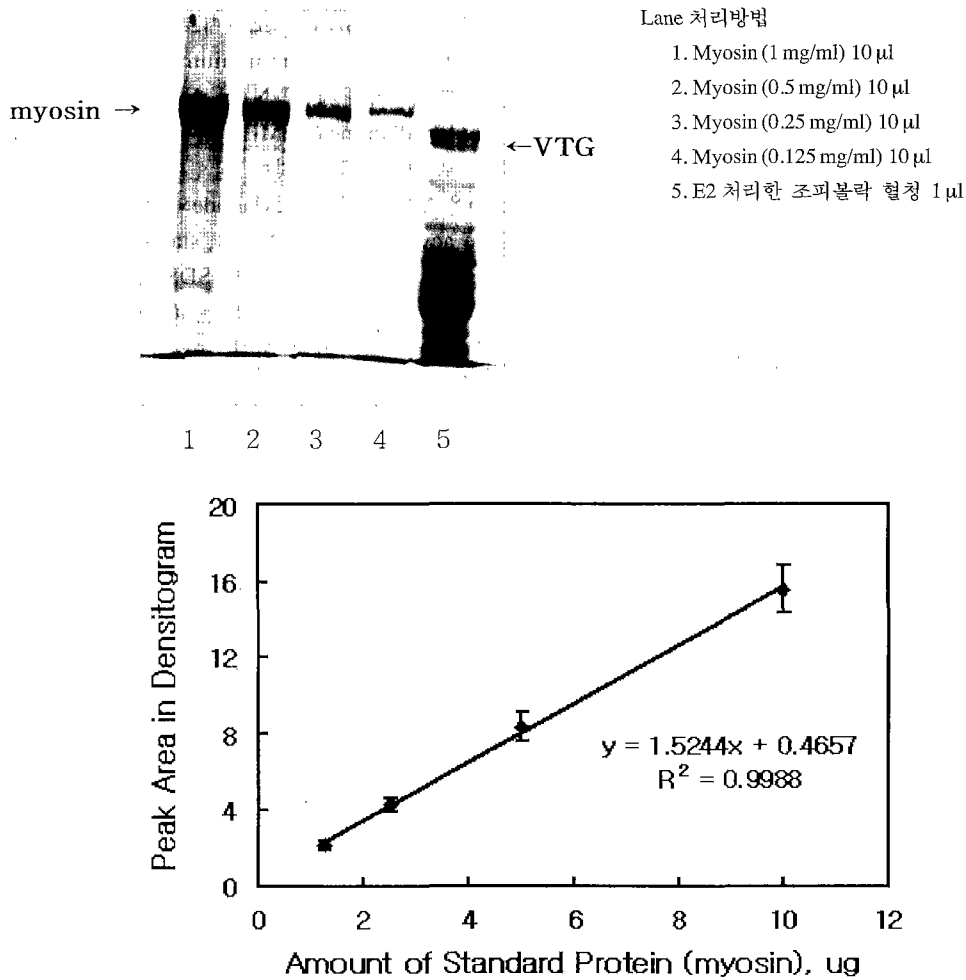 Lane 처리방법
1. Myosin (1 mg/ml) 10 μl
2. Myosin (0.5 mg/ml) 10 μl
3. Myosin (0.25 mg/ml) 10 μl
4. Myosin (0.125 mg/ml) 10 μl
5. E2 처리한 조피볼락 혈청 1 μl
myosin →
←VTG
1 2 3 4 5
Peak Area in Densitogram
20
16
12
8
4
0
y = 1.5244x + 0.4657
R² = 0.9988
0 2 4 6 8 10 12
Amount of Standard Protein (myosin), ug